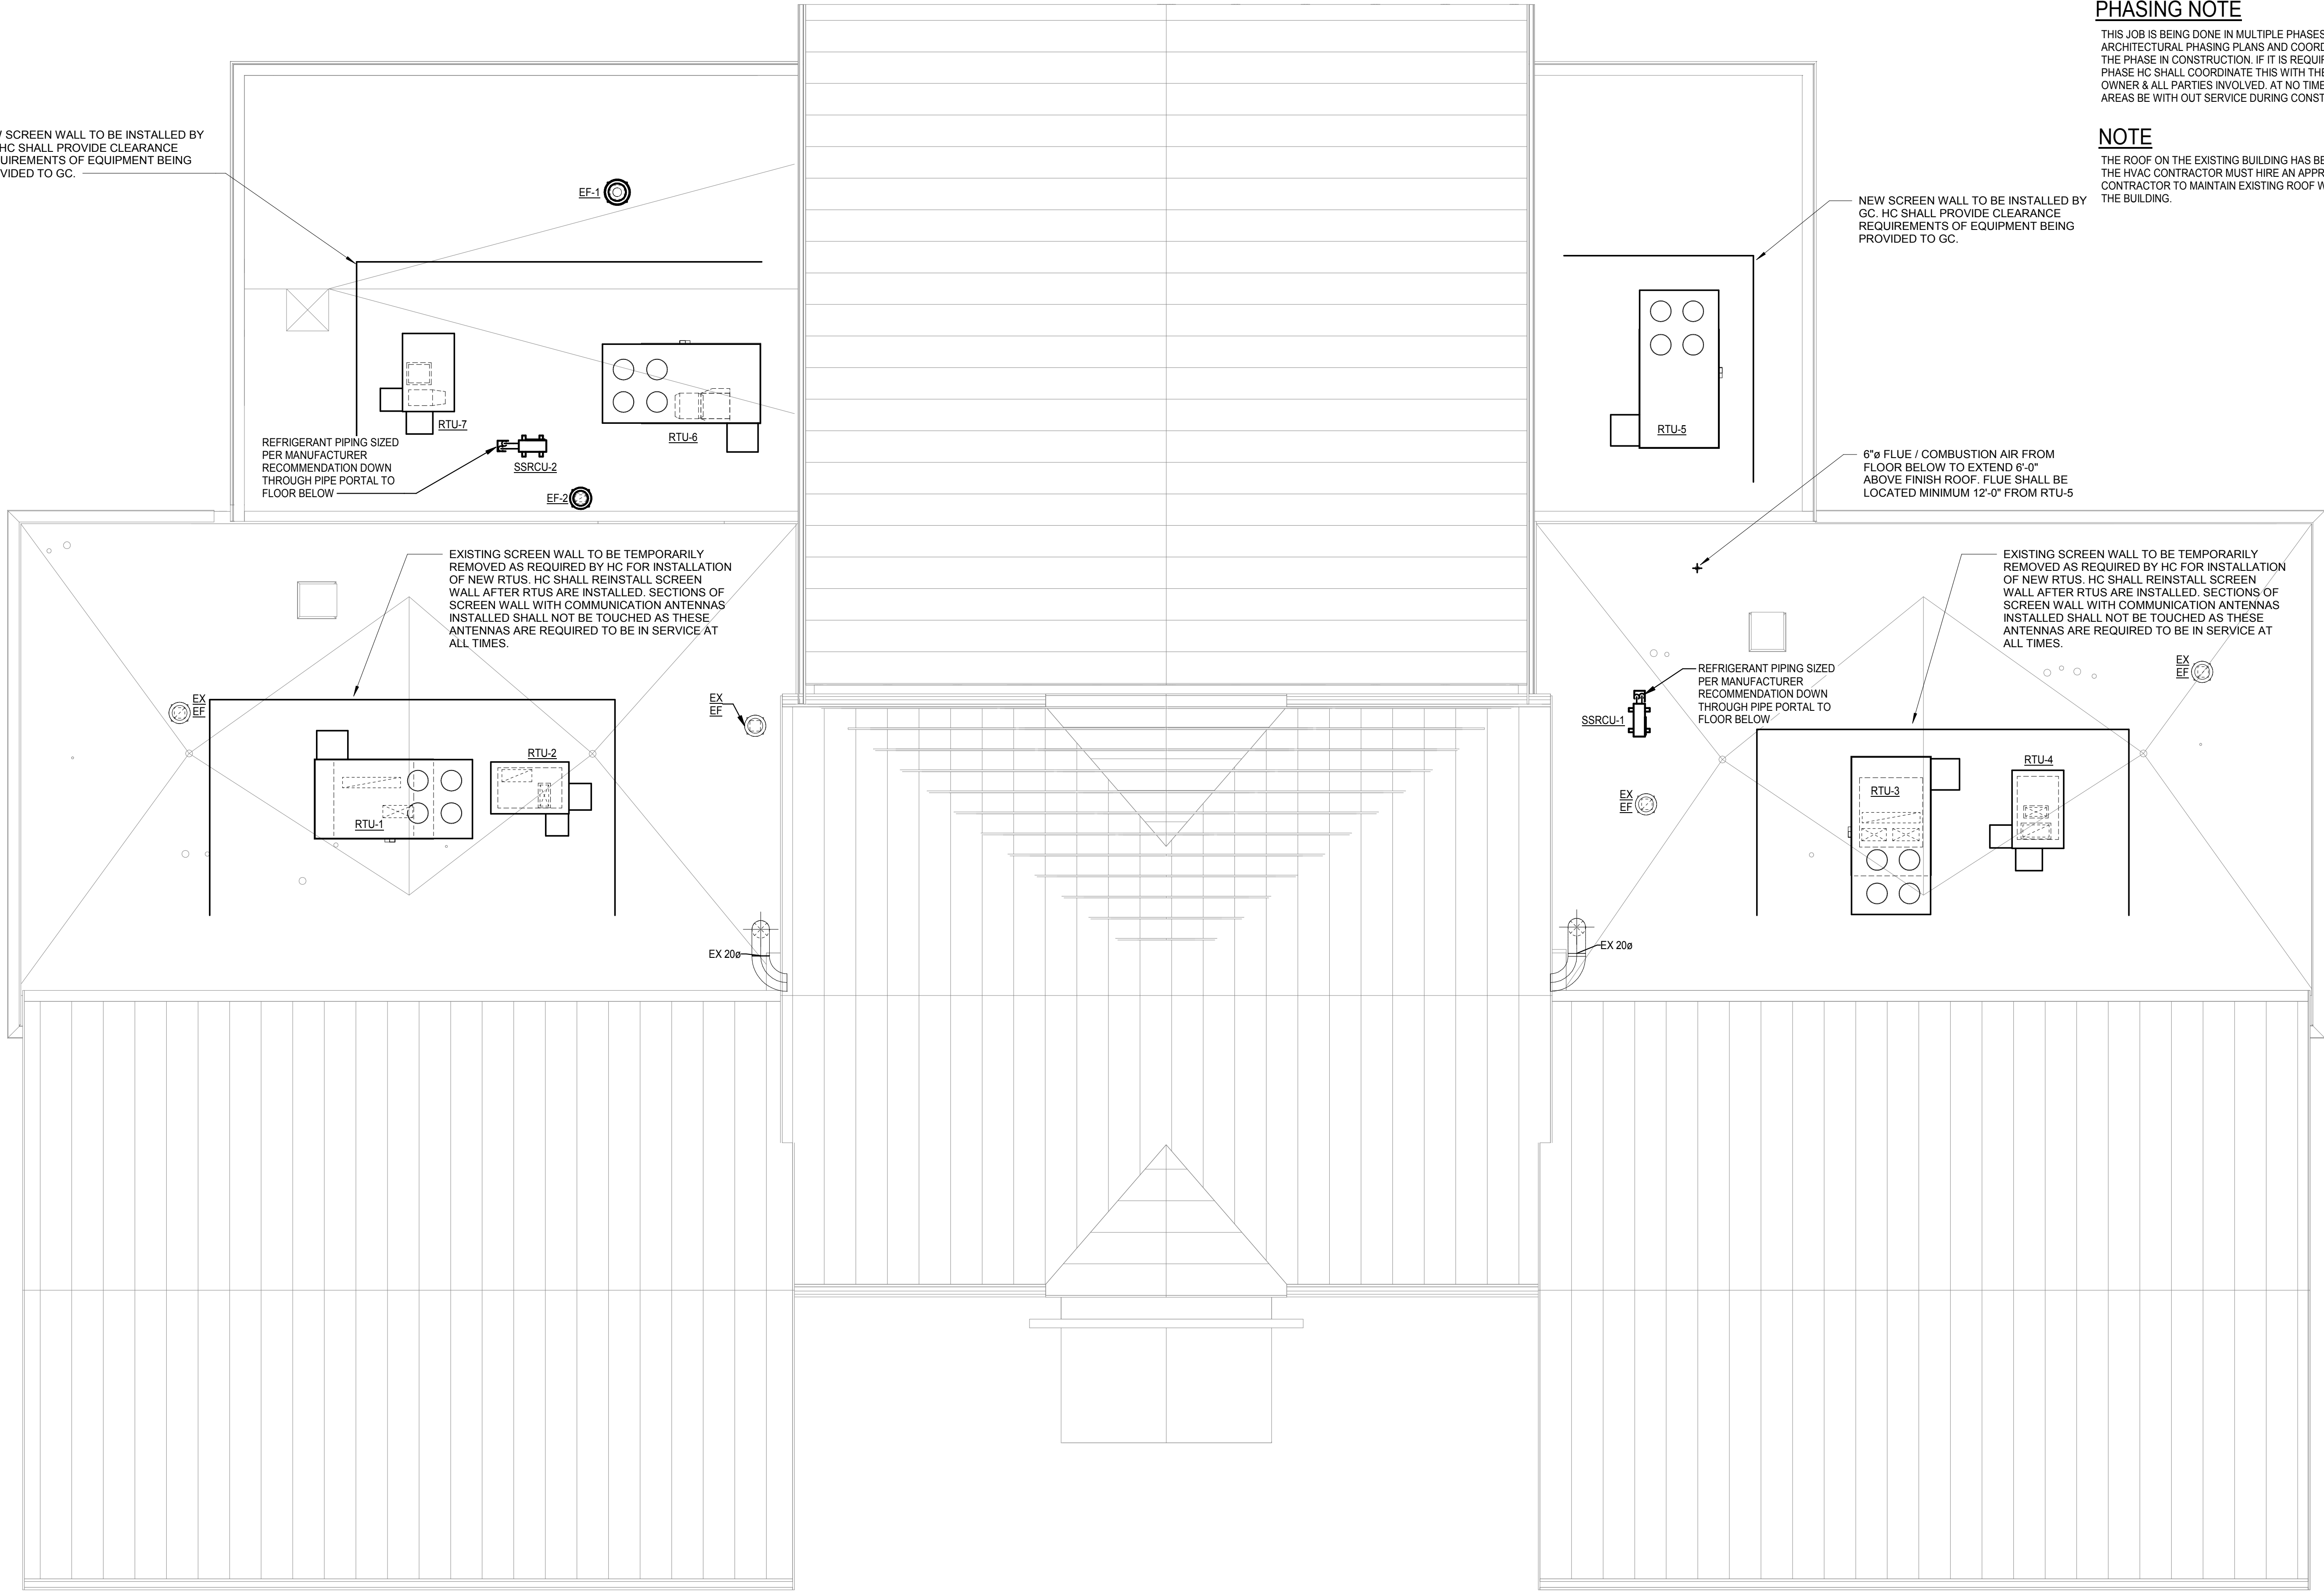 PHASING NOTE
THIS JOB IS BEING DONE IN MULTIPLE PHASES
ARCHITECTURAL PHASING PLANS AND COORD
THE PHASE IN CONSTRUCTION. IF IT IS REQUIR
PHASE HC SHALL COORDINATE THIS WITH THE
OWNER & ALL PARTIES INVOLVED. AT NO TIME
AREAS BE WITH OUT SERVICE DURING CONST
NOTE
THE ROOF ON THE EXISTING BUILDING HAS BE
THE HVAC CONTRACTOR MUST HIRE AN APPR
CONTRACTOR TO MAINTAIN EXISTING ROOF W
THE BUILDING.
SCREEN WALL TO BE INSTALLED BY
HC SHALL PROVIDE CLEARANCE
UIREMENTS OF EQUIPMENT BEING
VIDED TO GC.
EF-1
NEW SCREEN WALL TO BE INSTALLED BY
GC. HC SHALL PROVIDE CLEARANCE
REQUIREMENTS OF EQUIPMENT BEING
PROVIDED TO GC.
RTU-7
RTU-6
RTU-5
REFRIGERANT PIPING SIZED
PER MANUFACTURER
RECOMMENDATION DOWN
THROUGH PIPE PORTAL TO
FLOOR BELOW
SSRCU-2
EF-2
6"ø FLUE / COMBUSTION AIR FROM
FLOOR BELOW TO EXTEND 6'-0"
ABOVE FINISH ROOF. FLUE SHALL BE
LOCATED MINIMUM 12'-0" FROM RTU-5
EXISTING SCREEN WALL TO BE TEMPORARILY
REMOVED AS REQUIRED BY HC FOR INSTALLATION
OF NEW RTUS. HC SHALL REINSTALL SCREEN
WALL AFTER RTUS ARE INSTALLED. SECTIONS OF
SCREEN WALL WITH COMMUNICATION ANTENNAS
INSTALLED SHALL NOT BE TOUCHED AS THESE
ANTENNAS ARE REQUIRED TO BE IN SERVICE AT
ALL TIMES.
EXISTING SCREEN WALL TO BE TEMPORARILY
REMOVED AS REQUIRED BY HC FOR INSTALLATION
OF NEW RTUS. HC SHALL REINSTALL SCREEN
WALL AFTER RTUS ARE INSTALLED. SECTIONS OF
SCREEN WALL WITH COMMUNICATION ANTENNAS
INSTALLED SHALL NOT BE TOUCHED AS THESE
ANTENNAS ARE REQUIRED TO BE IN SERVICE AT
ALL TIMES.
EX
EF
EX
EF
REFRIGERANT PIPING SIZED
PER MANUFACTURER
RECOMMENDATION DOWN
THROUGH PIPE PORTAL TO
FLOOR BELOW
SSRCU-1
EX
EF
RTU-2
RTU-1
RTU-4
RTU-3
EX
EF
EX 20ø
EX 20ø